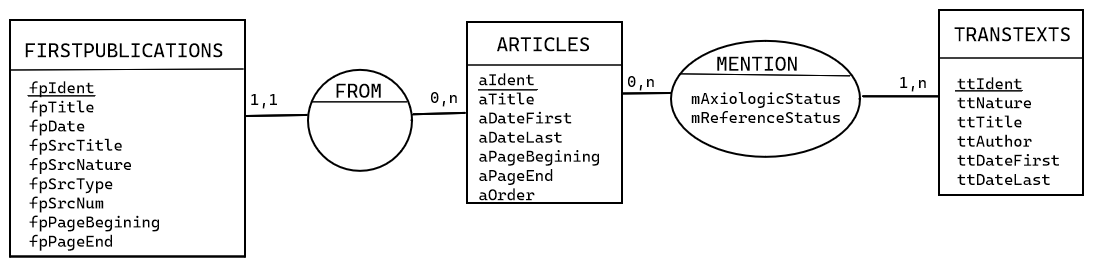 FIRSTPUBLICATIONS
fpIdent
fpTitle
fpDate
fpSrcTitle
fpSrcNature
fpSrcType
fpSrcNum
fpPageBegining
fpPageEnd
1,1
FROM
0,n
ARTICLES
aIdent
aTitle
aDateFirst
aDateLast
aPageBegining
aPageEnd
aOrder
0,n
MENTION
mAxiologicStatus
mReferenceStatus
1,n
TRANSTEXTS
ttIdent
ttNature
ttTitle
ttAuthor
ttDateFirst
ttDateLast